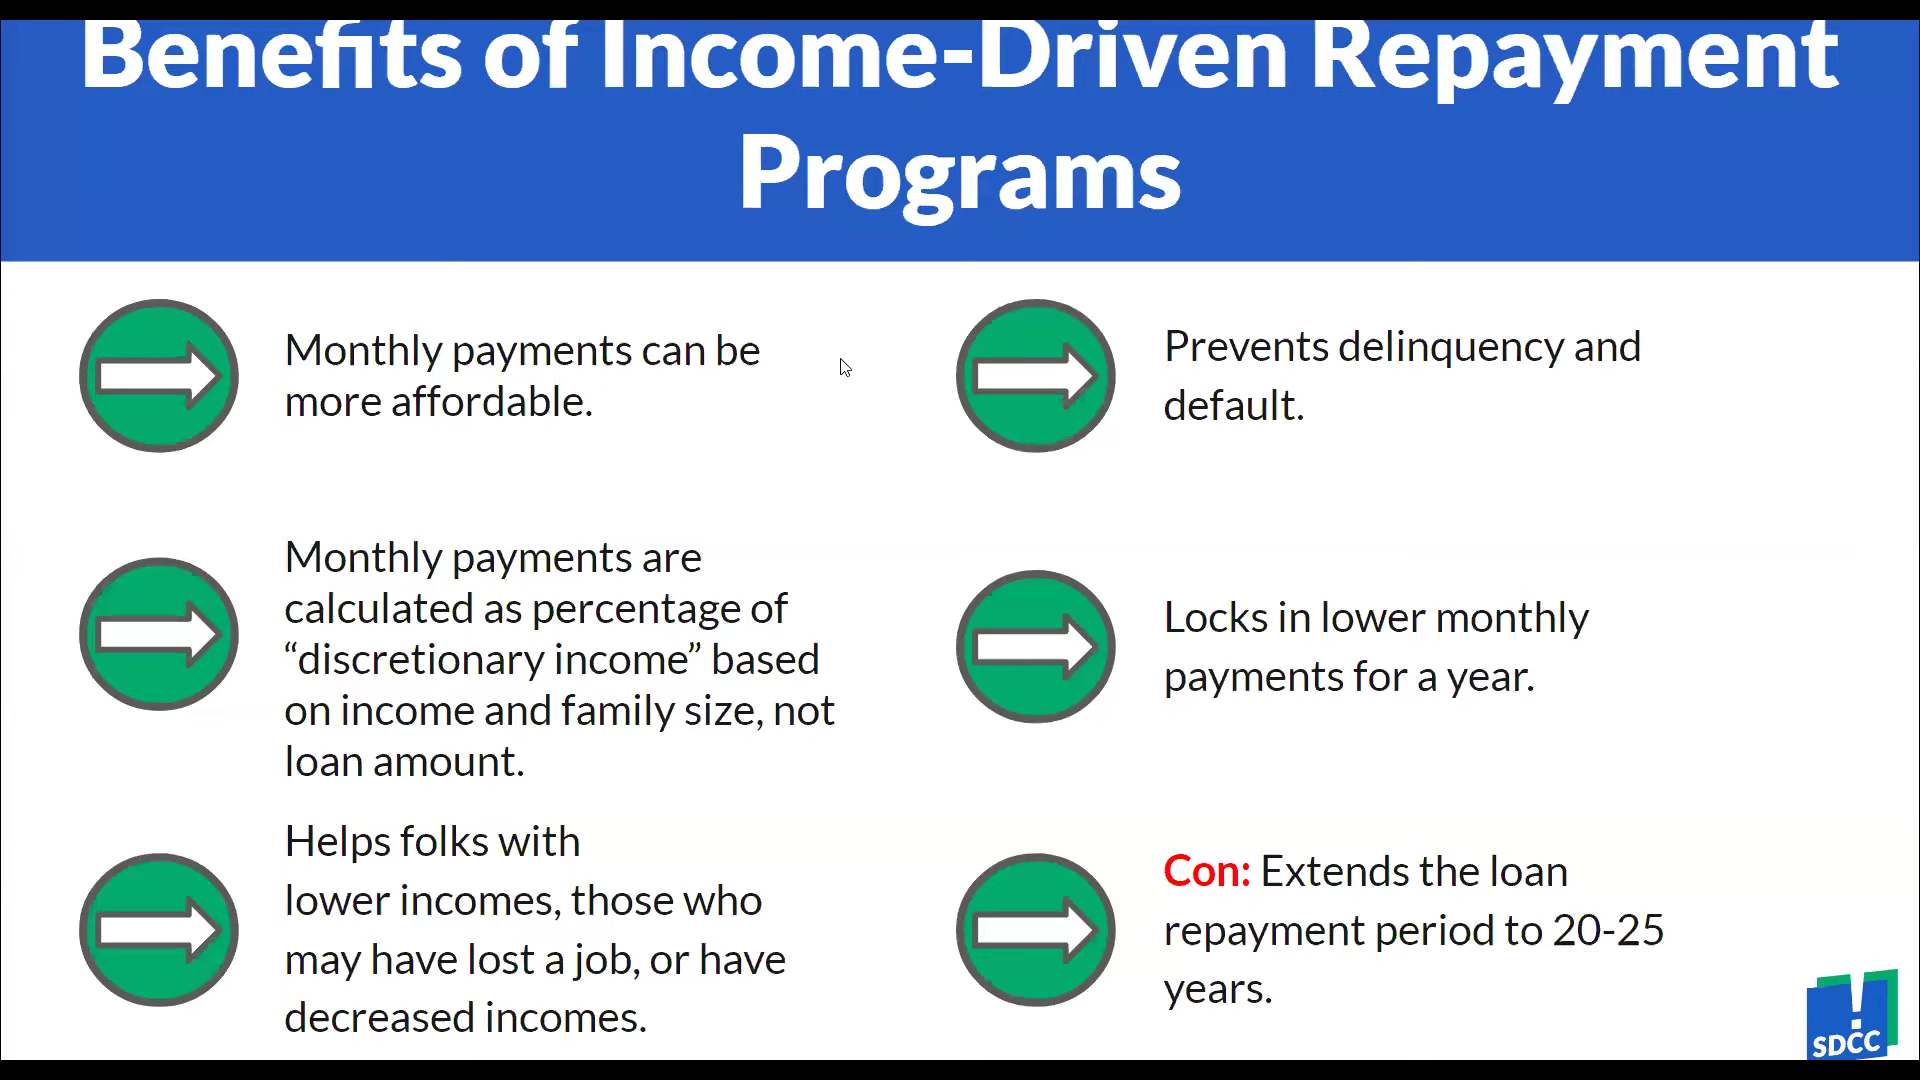 Benefits of Income-Driven Repayment
Programs
Monthly payments can be
more affordable.
Monthly payments are
calculated as percentage of
“discretionary income” based
on income and family size, not
loan amount.
Helps folks with
lower incomes, those who
may have lost a job, or have
decreased incomes.
Prevents delinquency and
default.
Locks in lower monthly
payments for a year.
Con: Extends the loan
repayment period to 20-25
years.
!
SDCC